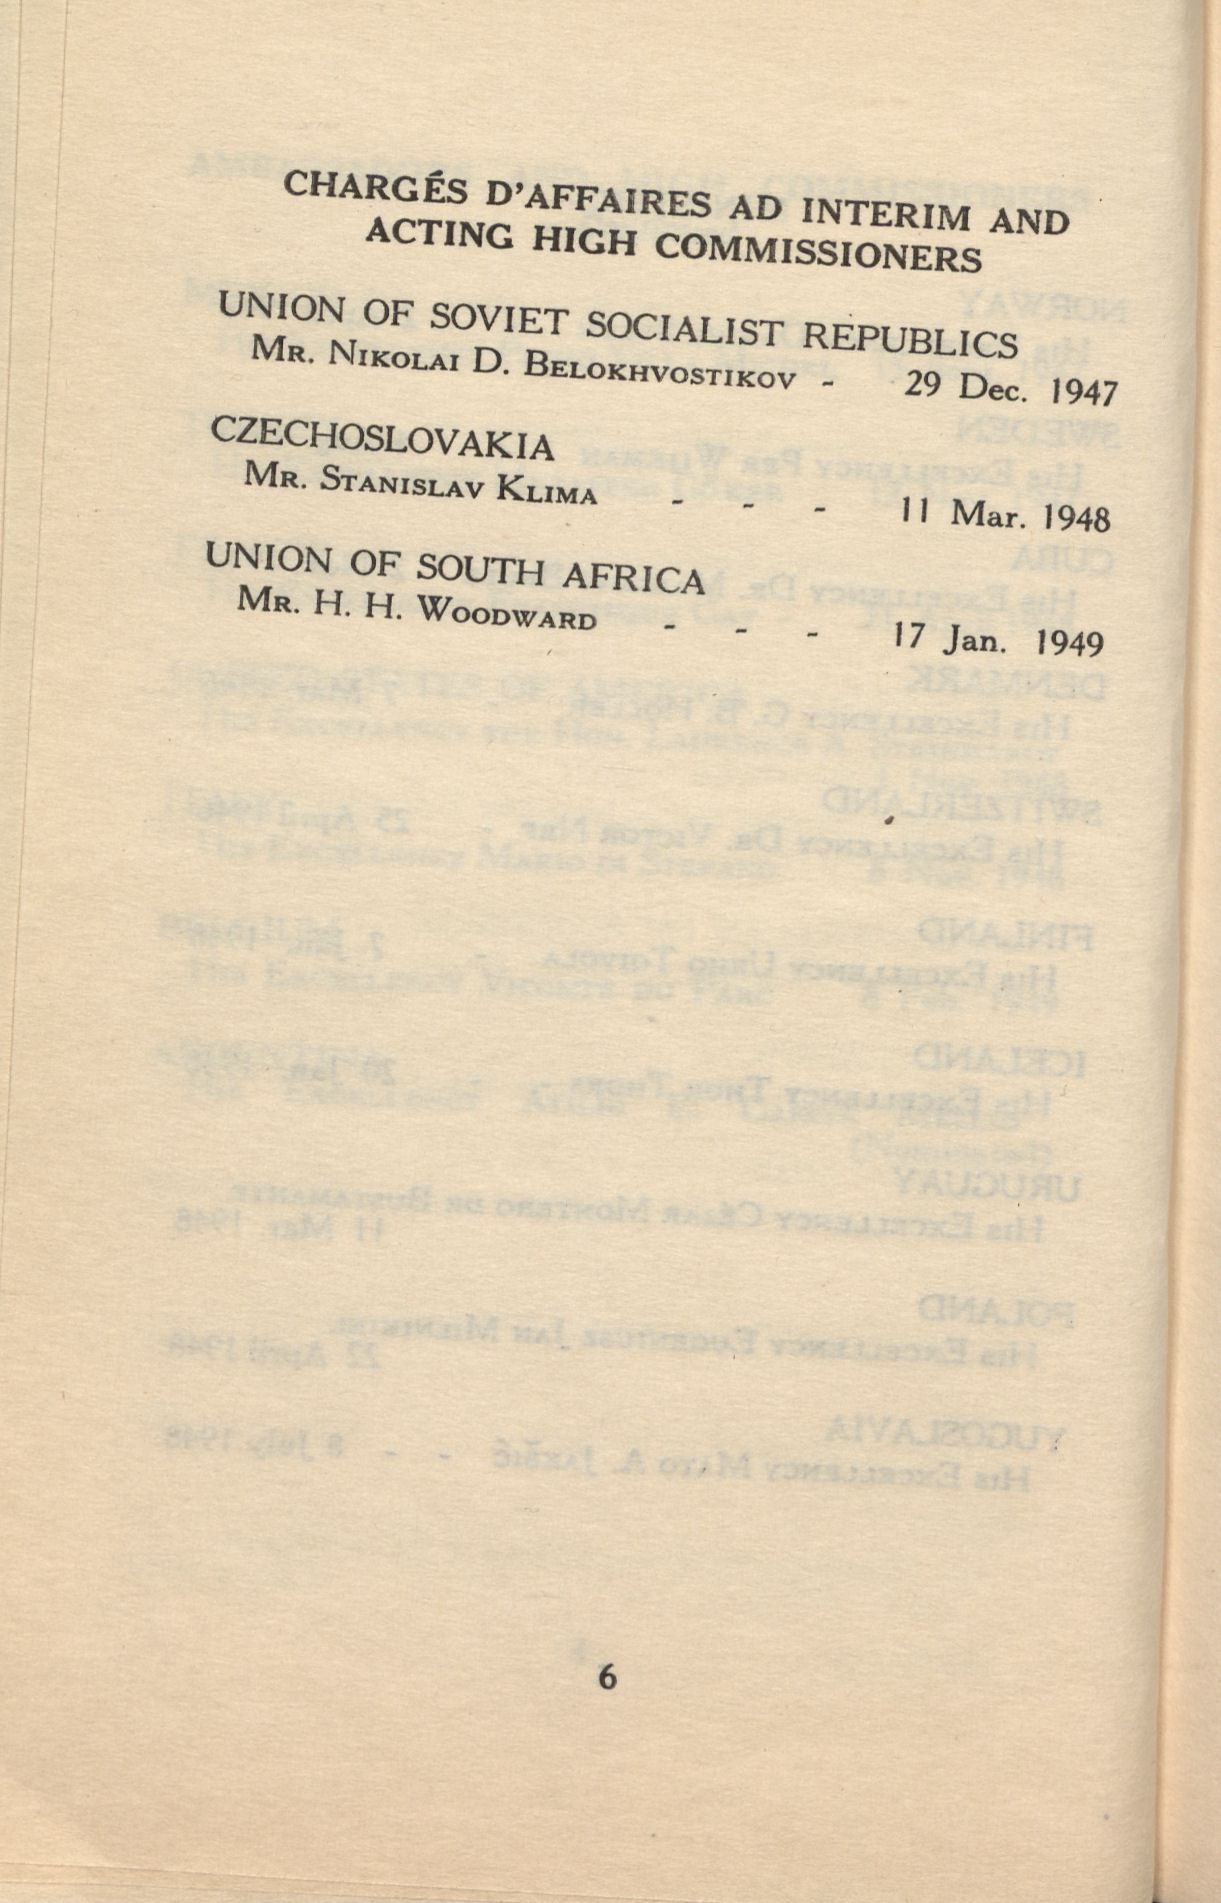 CHARGÉS D'AFFAIRES AD INTERIM AND
ACTING HIGH COMMISSIONERS
UNION OF SOVIET SOCIALIST REPUBLICS
MR. NIKOLAI D. BELOKHVOSTIKOV - 29 Dec. 1947
CZECHOSLOVAKIA
MR. STANISLAV KLIMA - - - 11 Mar. 1948
UNION OF SOUTH AFRICA
MR. H. H. WOODWARD - - - 17 Jan. 1949
6